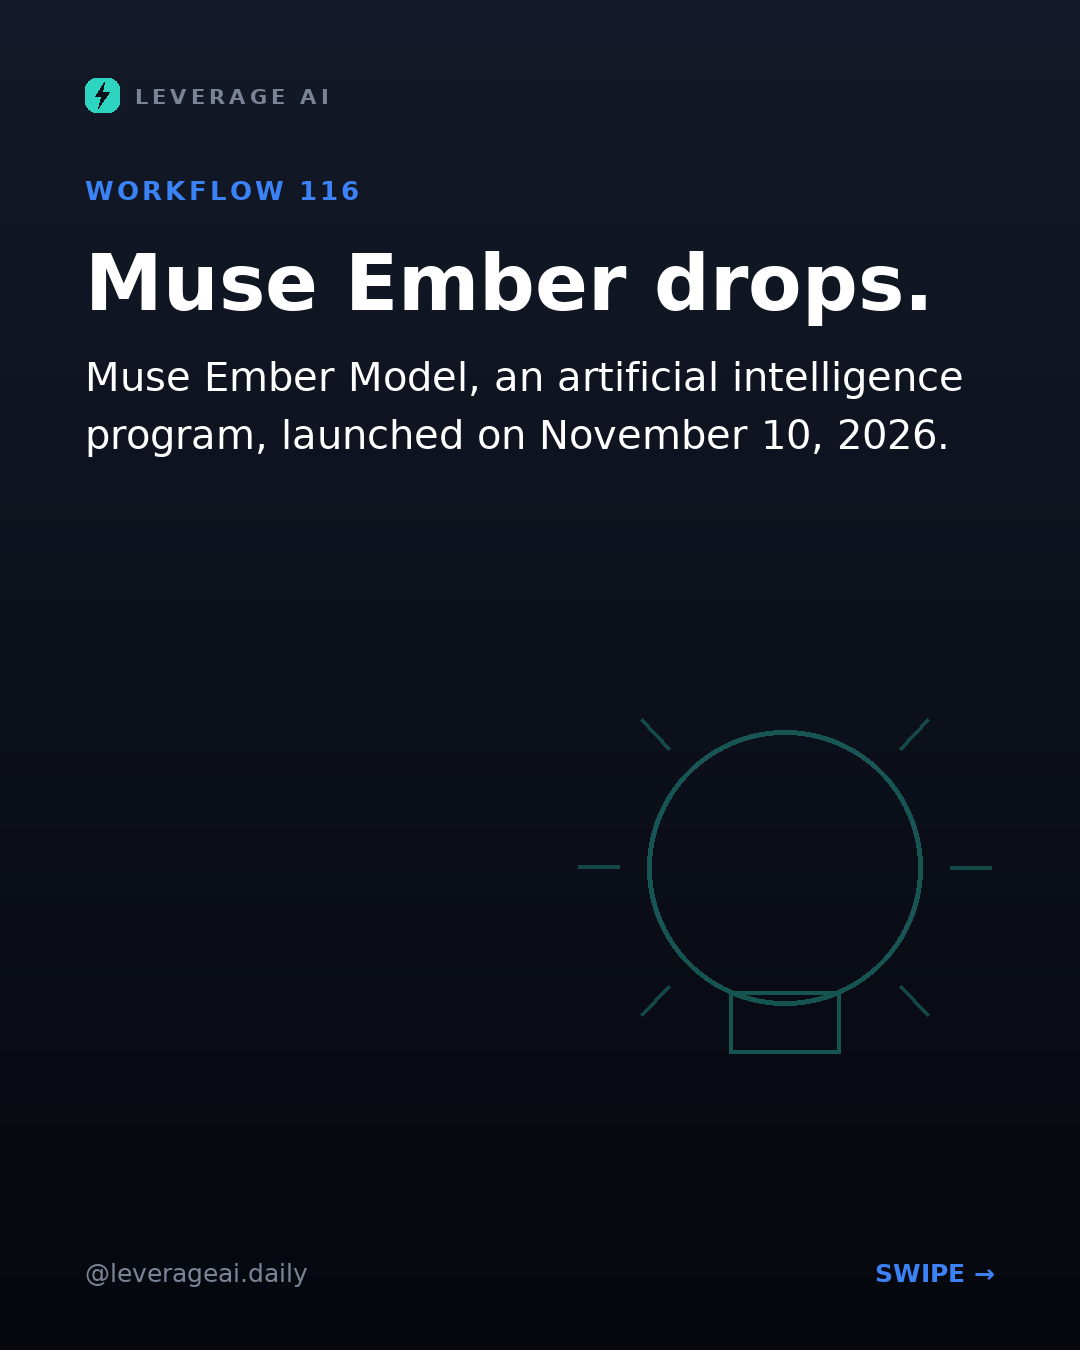 LEVERAGE AI
WORKFLOW 116
Muse Ember drops.
Muse Ember Model, an artificial intelligence
program, launched on November 10, 2026.
@leverageai.daily
SWIPE →